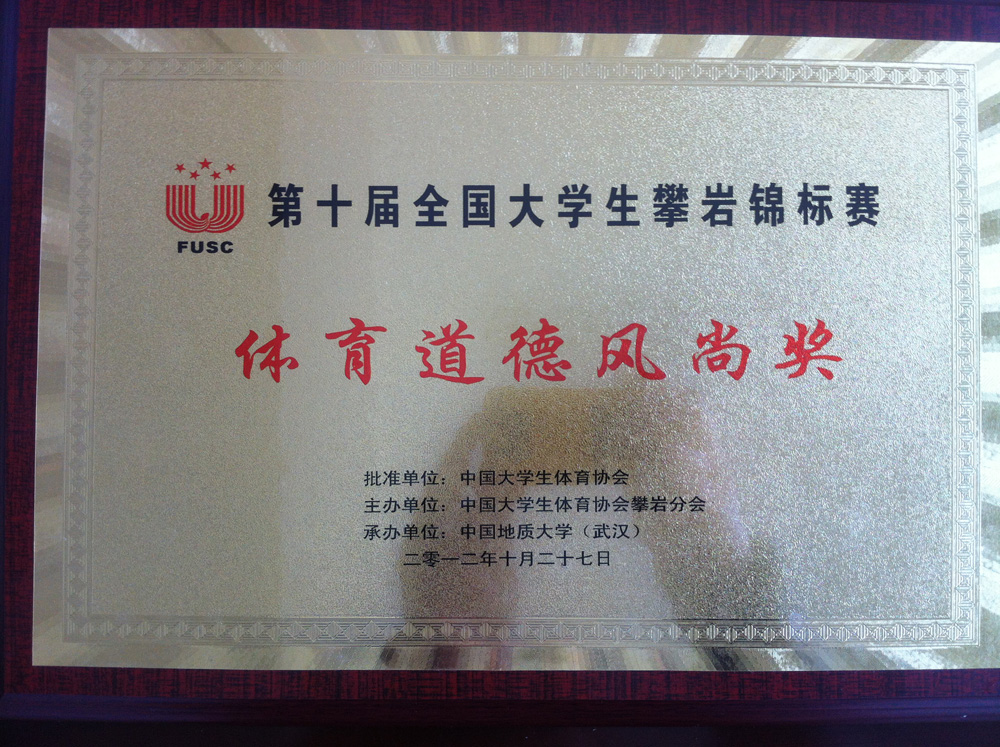 第十届全国大学生攀岩锦标赛
FUSC
体育道德风尚奖
批准单位：中国大学生体育协会
主办单位：中国大学生体育协会攀岩分会
承办单位：中国地质大学（武汉）
二零一二年十月二十七日